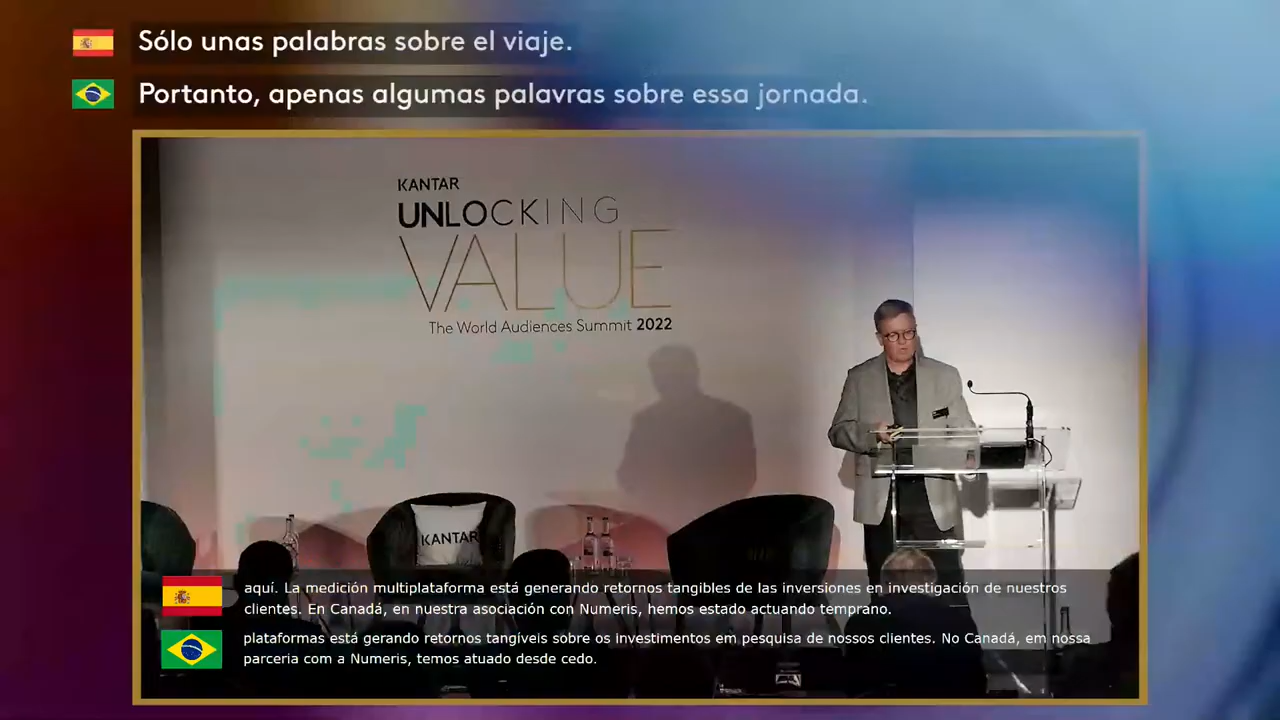 Sólo unas palabras sobre el viaje.
Portanto, apenas algumas palavras sobre essa jornada.
KANTAR
UNLOCKING
VALUE
The World Audiences Summit 2022
KANTAR
aquí. La medición multiplataforma está generando retornos tangibles de las inversiones en investigación de nuestros
clientes. En Canadá, en nuestra asociación con Numeris, hemos estado actuando temprano.
plataformas está gerando retornos tangíveis sobre os investimentos em pesquisa de nossos clientes. No Canadá, em nossa
parceria com a Numeris, temos atuado desde cedo.